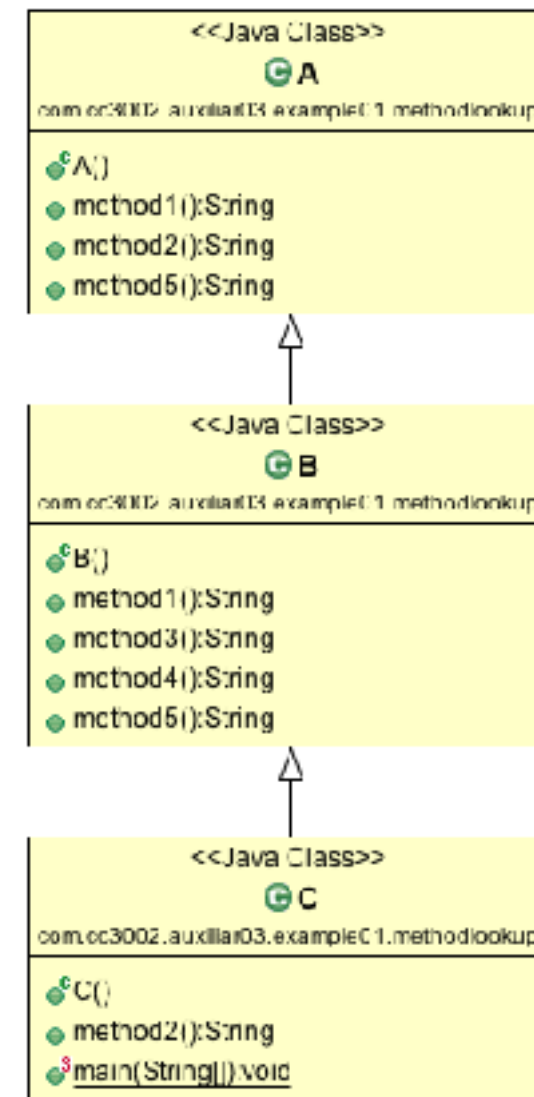 <<Java Class>>
A
com.cc3002.auxiliar03.example01.methodlookup
A()
method1():String
method2():String
method5():String
<<Java Class>>
B
com.cc3002.auxiliar03.example01.methodlookup
B()
method1():String
method3():String
method4():String
method5():String
<<Java Class>>
C
com.cc3002.auxiliar03.example01.methodlookup
C()
method2():String
main(String[]):void